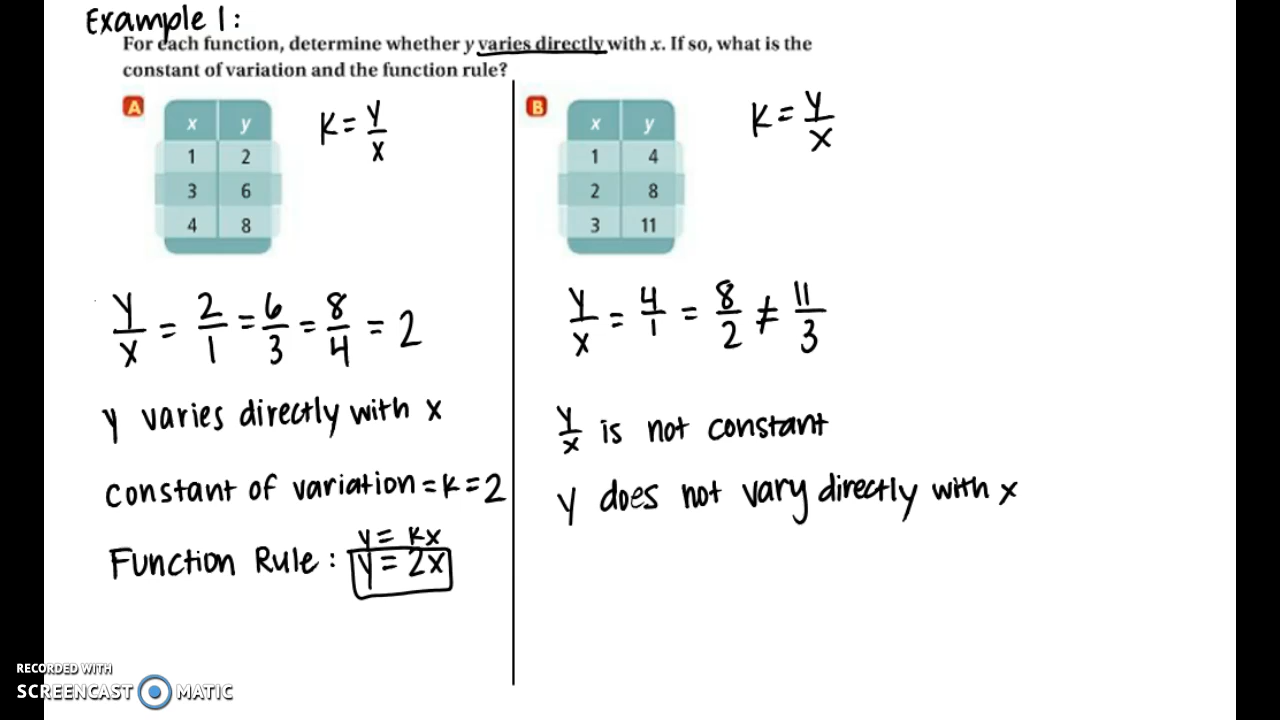 Example 1:
For each function, determine whether y varies directly with x. If so, what is the
constant of variation and the function rule?
A
x y
1 2
3 6
4 8
K = y/x
y/x = 2/1 = 6/3 = 8/4 = 2
y varies directly with x
constant of variation = k = 2
Function Rule: y = kx
y = 2x
B
x y
1 4
2 8
3 11
K = y/x
y/x = 4/1 = 8/2 ≠ 11/3
y/x is not constant
y does not vary directly with x
RECORDED WITH
SCREENCAST MATIC